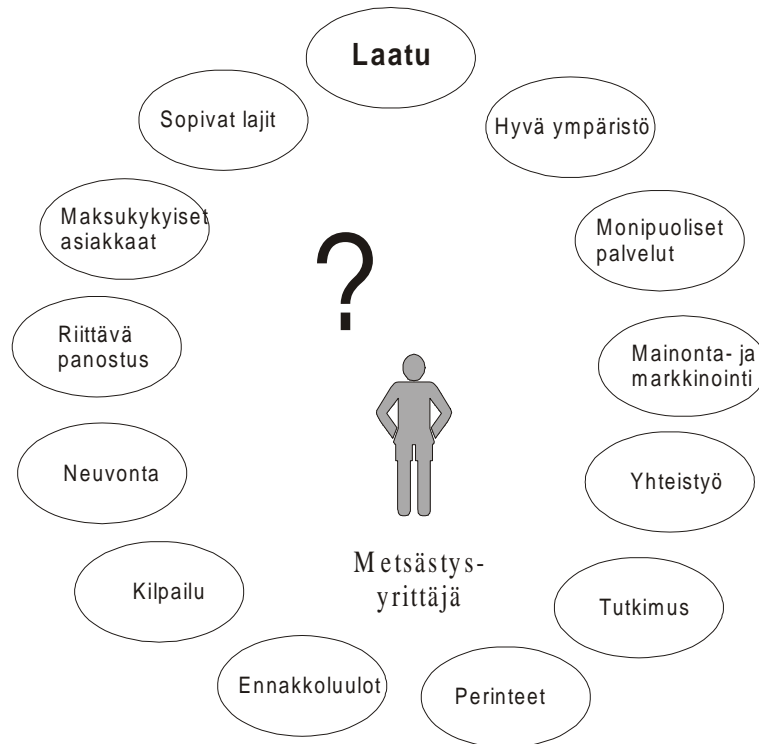 Laatu
Sopivat lajit
Hyvä ympäristö
Maksukykyiset
asiakkaat
Monipuoliset
palvelut
?
Riittävä
panostus
Mainonta- ja
markkinointi
Neuvonta
Yhteistyö
Metsästys-
yrittäjä
Kilpailu
Tutkimus
Ennakkoluulot
Perinteet